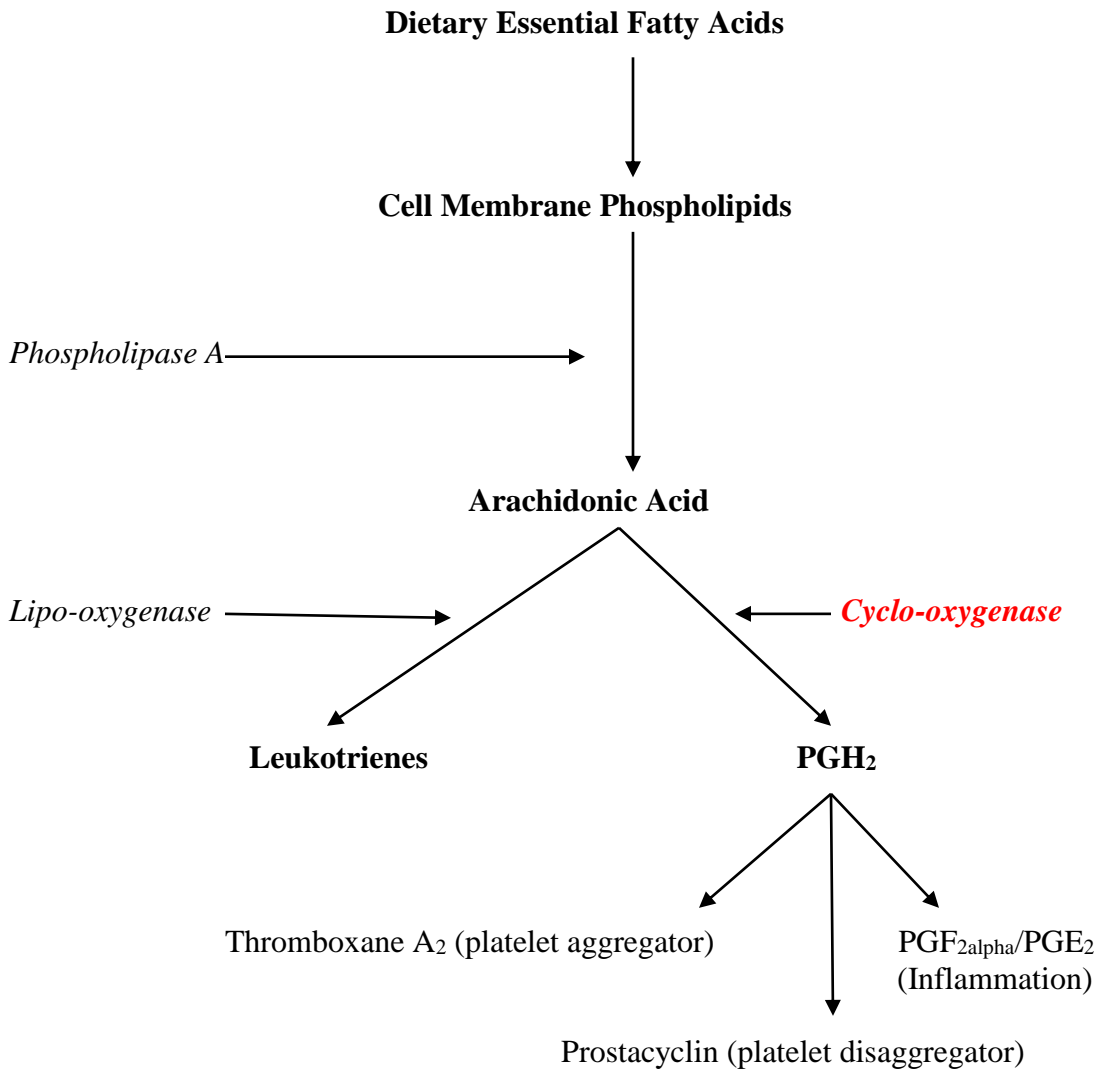 Dietary Essential Fatty Acids
Cell Membrane Phospholipids
Phospholipase A
Arachidonic Acid
Lipo-oxygenase
Cyclo-oxygenase
Leukotrienes
PGH₂
Thromboxane A₂ (platelet aggregator)
PGF₂alpha/PGE₂
(Inflammation)
Prostacyclin (platelet disaggregator)